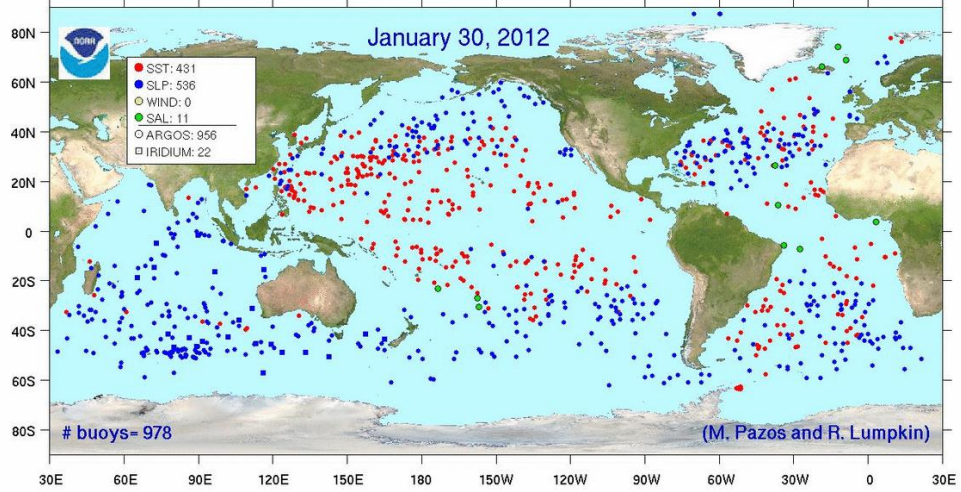 January 30, 2012
NOAA
SST: 431
SLP: 536
WIND: 0
SAL: 11
ARGOS: 956
IRIDIUM: 22
80N
60N
40N
20N
0
20S
40S
60S
80S
# buoys= 978
(M. Pazos and R. Lumpkin)
30E 60E 90E 120E 150E 180 150W 120W 90W 60W 30W 0 30E